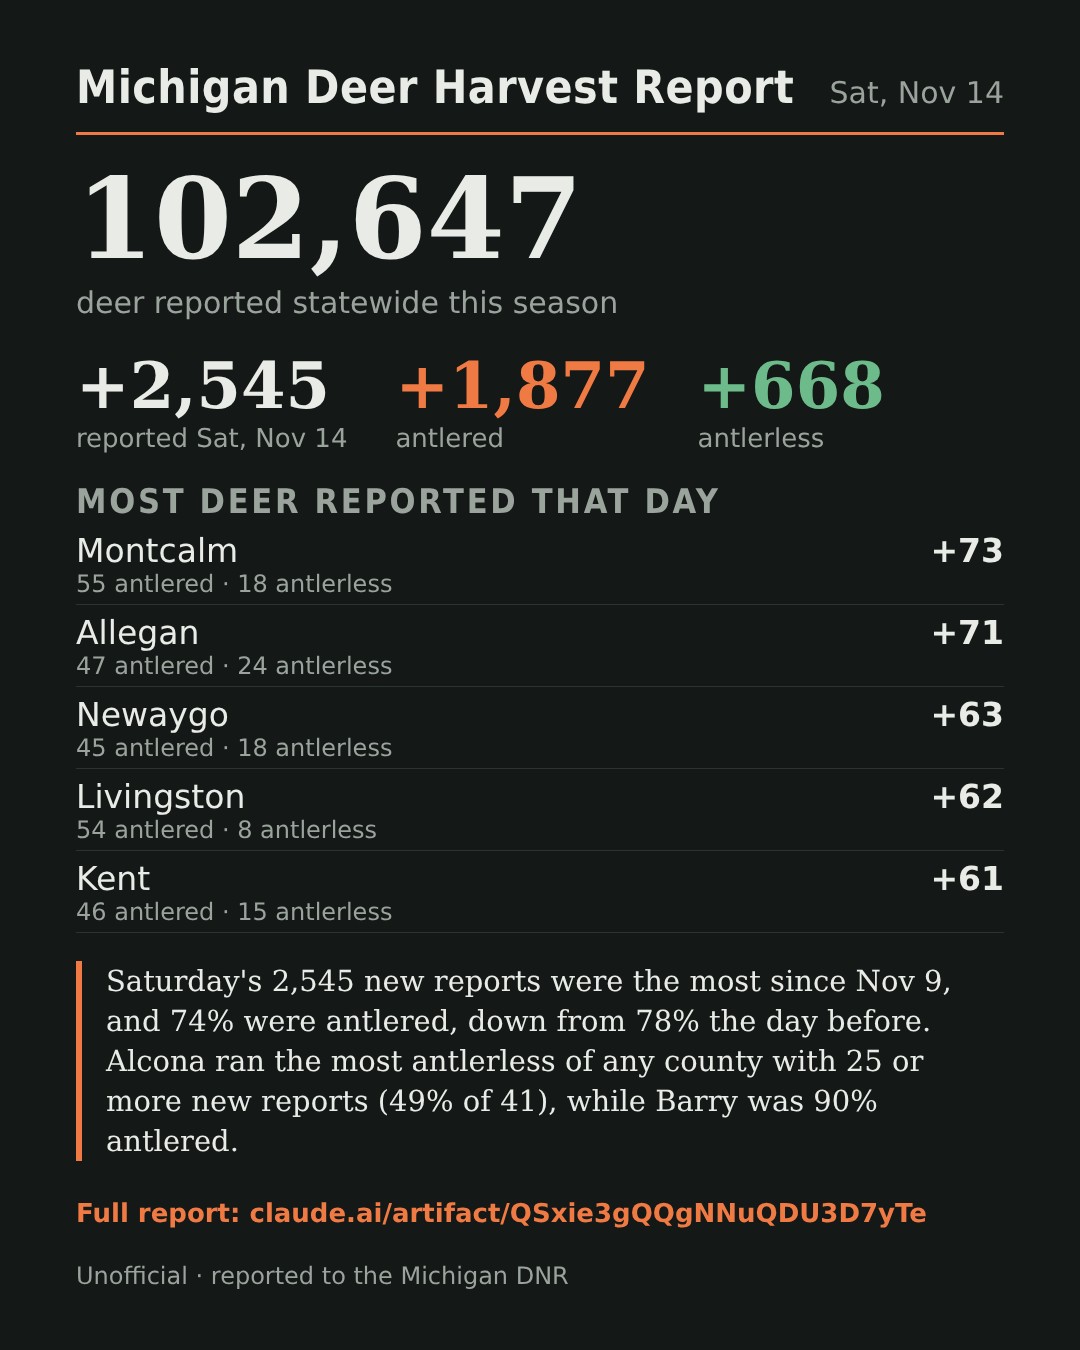 Michigan Deer Harvest Report Sat, Nov 14
102,647
deer reported statewide this season
+2,545 +1,877 +668
reported Sat, Nov 14 antlered antlerless
MOST DEER REPORTED THAT DAY
Montcalm +73
55 antlered · 18 antlerless
Allegan +71
47 antlered · 24 antlerless
Newaygo +63
45 antlered · 18 antlerless
Livingston +62
54 antlered · 8 antlerless
Kent +61
46 antlered · 15 antlerless
Saturday's 2,545 new reports were the most since Nov 9,
and 74% were antlered, down from 78% the day before.
Alcona ran the most antlerless of any county with 25 or
more new reports (49% of 41), while Barry was 90%
antlered.
Full report: claude.ai/artifact/QSxie3gQQgNNuQDU3D7yTe
Unofficial · reported to the Michigan DNR